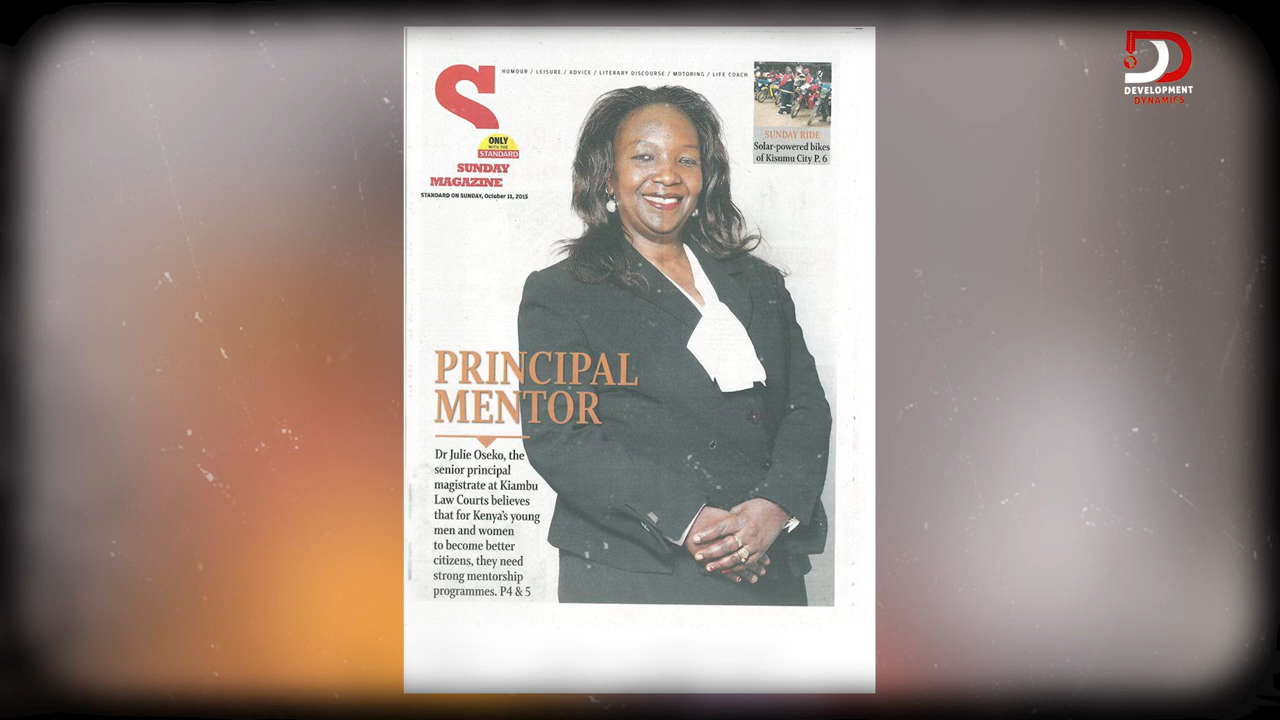 HUMOUR / LEISURE / ADVICE / LITERARY DISCOURSE / MOTORING / LIFE COACH
S
ONLY
WITH THE
STANDARD
SUNDAY
MAGAZINE
STANDARD ON SUNDAY, October 11, 2015
SUNDAY RIDE
Solar-powered bikes
of Kisumu City P. 6
DEVELOPMENT
DYNAMICS
PRINCIPAL
MENTOR
Dr Julie Oseko, the
senior principal
magistrate at Kiambu
Law Courts believes
that for Kenya's young
men and women
to become better
citizens, they need
strong mentorship
programmes. P4 & 5